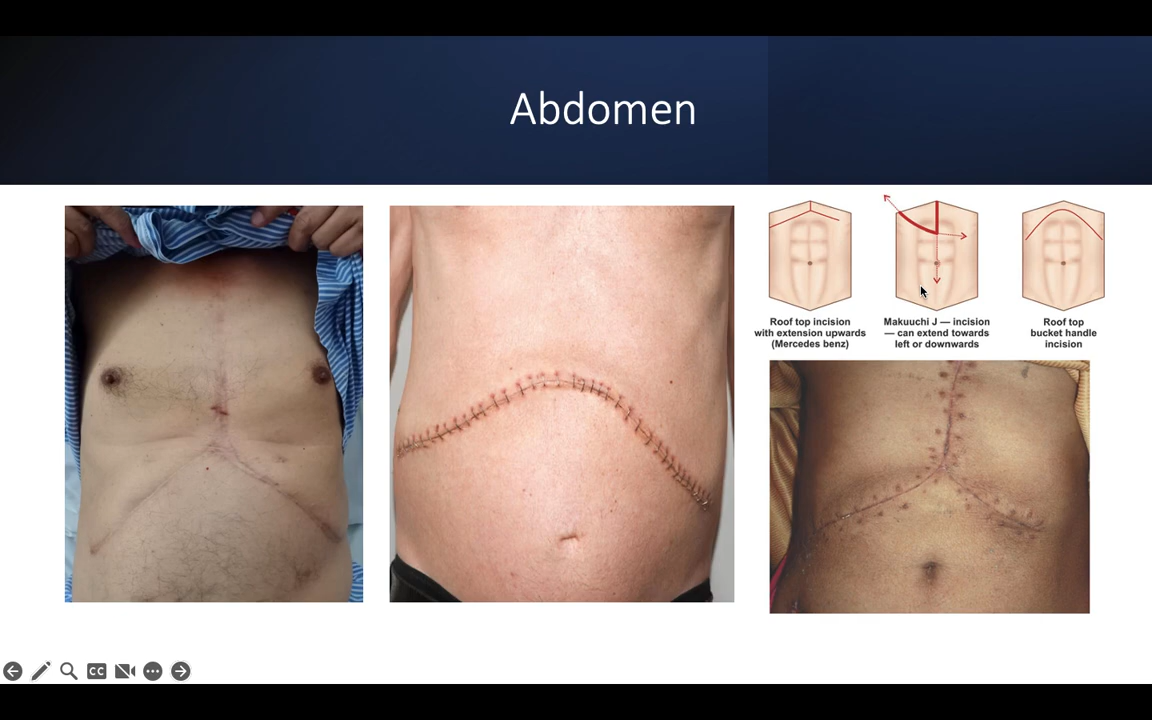 Abdomen
Roof top incision
with extension upwards
(Mercedes benz)
Makuuchi J — incision
— can extend towards
left or downwards
Roof top
bucket handle
incision
CC